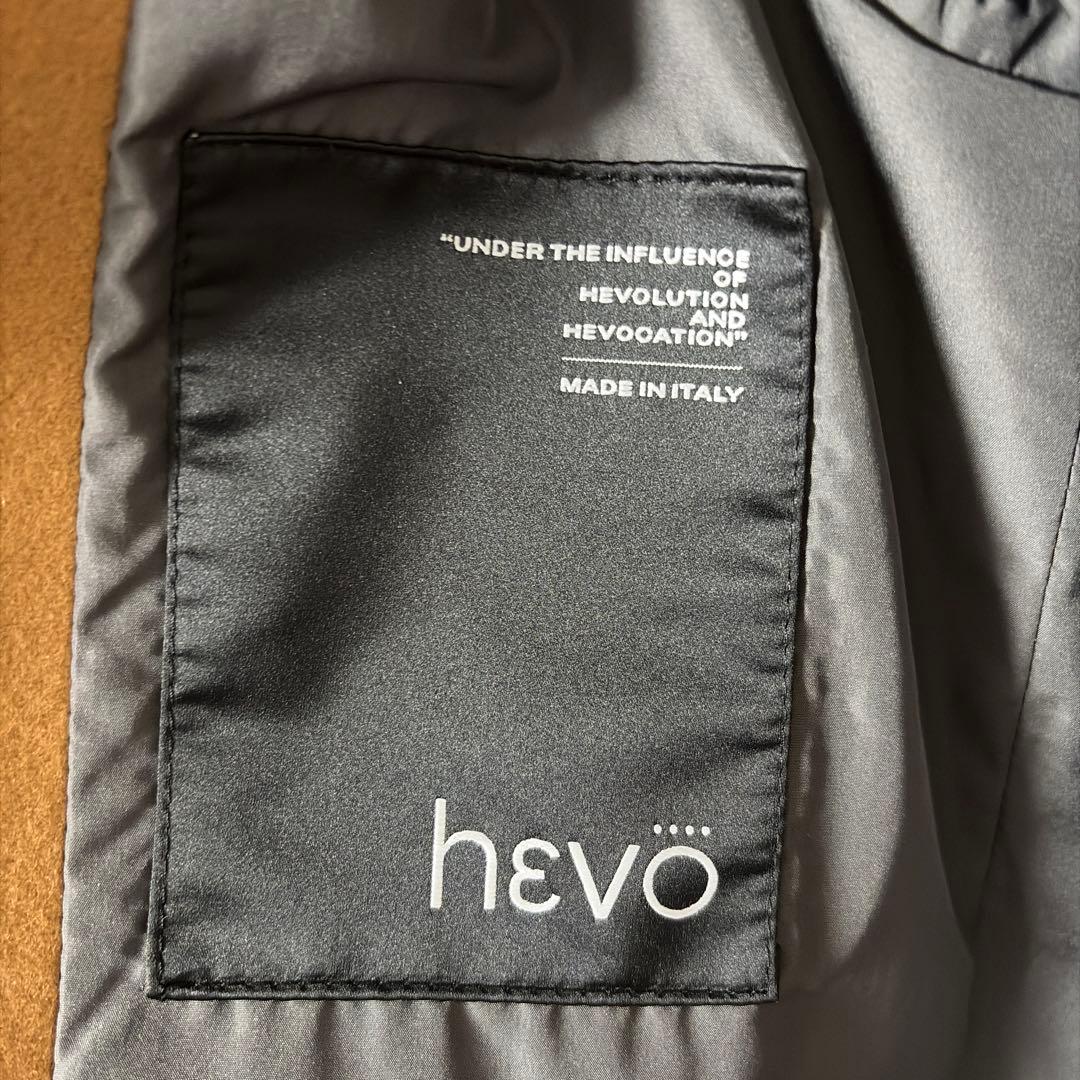 “UNDER THE INFLUENCE
OF
HEVOLUTION
AND
HEVOCATION”
MADE IN ITALY
hεvö